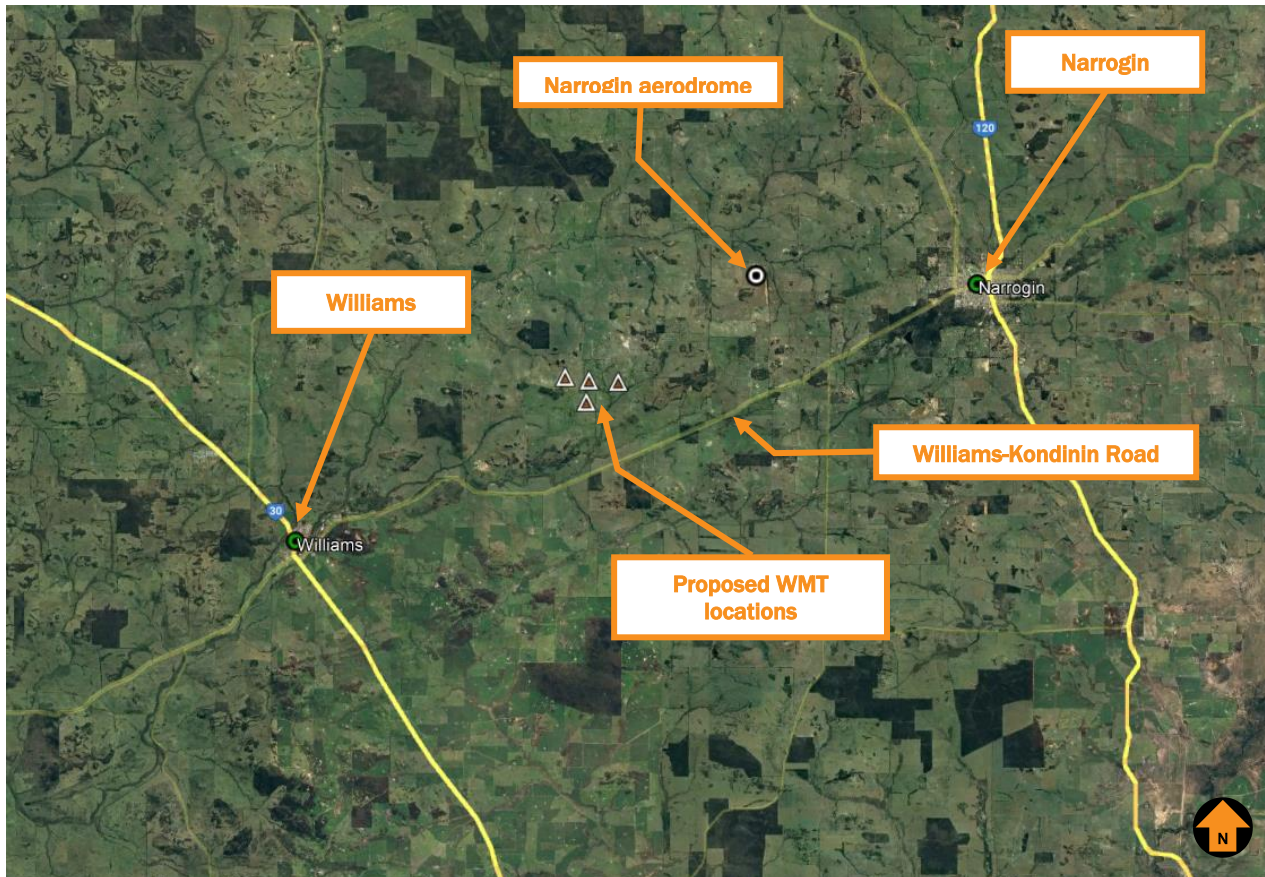 Narrogin aerodrome
Narrogin
120
Narrogin
Williams
Williams-Kondinin Road
30
Williams
Proposed WMT
locations
N